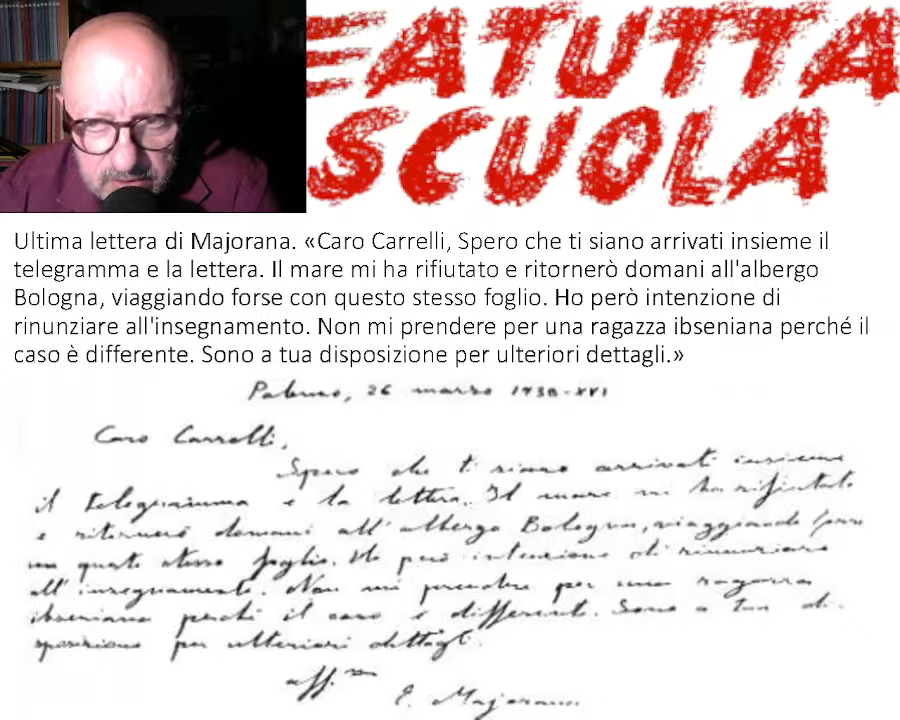 EATUTTA
SCUOLA
Ultima lettera di Majorana. «Caro Carrelli, Spero che ti siano arrivati insieme il
telegramma e la lettera. Il mare mi ha rifiutato e ritornerò domani all'albergo
Bologna, viaggiando forse con questo stesso foglio. Ho però intenzione di
rinunziare all'insegnamento. Non mi prendere per una ragazza ibseniana perché il
caso è differente. Sono a tua disposizione per ulteriori dettagli.»
Palermo, 26 marzo 1938-XVI
Caro Carrelli,
Spero che ti siano arrivati insieme
il telegramma e la lettera. Il mare mi ha rifiutato
e ritornerò domani all'albergo Bologna, viaggiando forse
con questo stesso foglio. Ho però intenzione di rinunziare
all'insegnamento. Non mi prendere per una ragazza
ibseniana perché il caso è differente. Sono a tua di-
sposizione per ulteriori dettagli.
aff.mo
E. Majorana